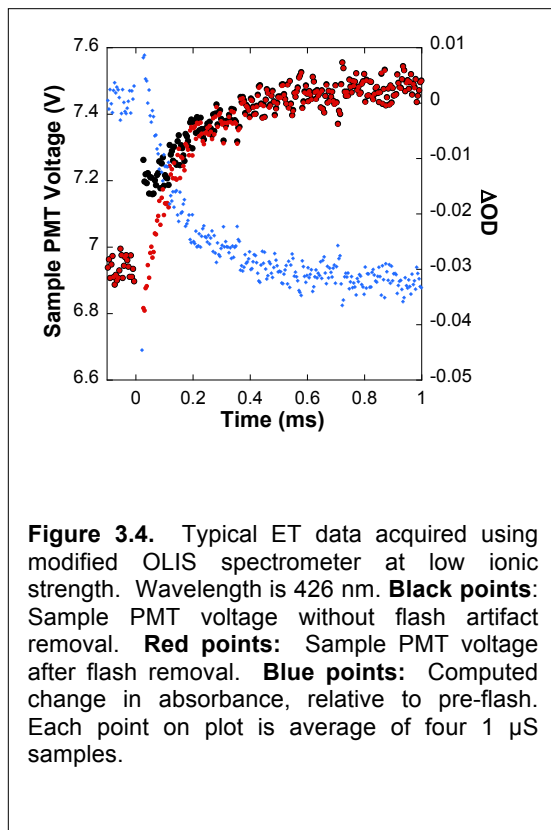 7.6
7.4
7.2
7
6.8
6.6
Sample PMT Voltage (V)
0.01
0
-0.01
-0.02
-0.03
-0.04
-0.05
ΔOD
0 0.2 0.4 0.6 0.8 1
Time (ms)
Figure 3.4. Typical ET data acquired using
modified OLIS spectrometer at low ionic
strength. Wavelength is 426 nm. Black points:
Sample PMT voltage without flash artifact
removal. Red points: Sample PMT voltage
after flash removal. Blue points: Computed
change in absorbance, relative to pre-flash.
Each point on plot is average of four 1 µS
samples.